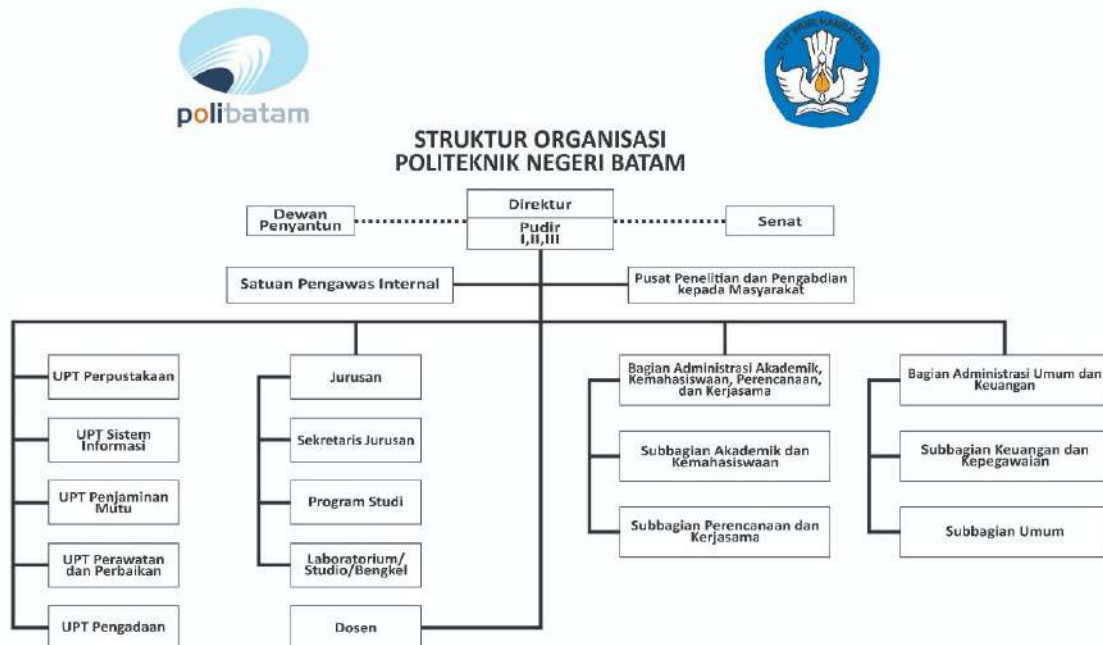 polibatam
TUT WURI HANDAYANI
STRUKTUR ORGANISASI
POLITEKNIK NEGERI BATAM
Direktur
Pudir
I,II,III
Dewan
Penyantun
Senat
Satuan Pengawas Internal
Pusat Penelitian dan Pengabdian
kepada Masyarakat
UPT Perpustakaan
UPT Sistem
Informasi
UPT Penjaminan
Mutu
UPT Perawatan
dan Perbaikan
UPT Pengadaan
Jurusan
Sekretaris Jurusan
Program Studi
Laboratorium/
Studio/Bengkel
Dosen
Bagian Administrasi Akademik,
Kemahasiswaan, Perencanaan,
dan Kerjasama
Subbagian Akademik dan
Kemahasiswaan
Subbagian Perencanaan dan
Kerjasama
Bagian Administrasi Umum dan
Keuangan
Subbagian Keuangan dan
Kepegawaian
Subbagian Umum